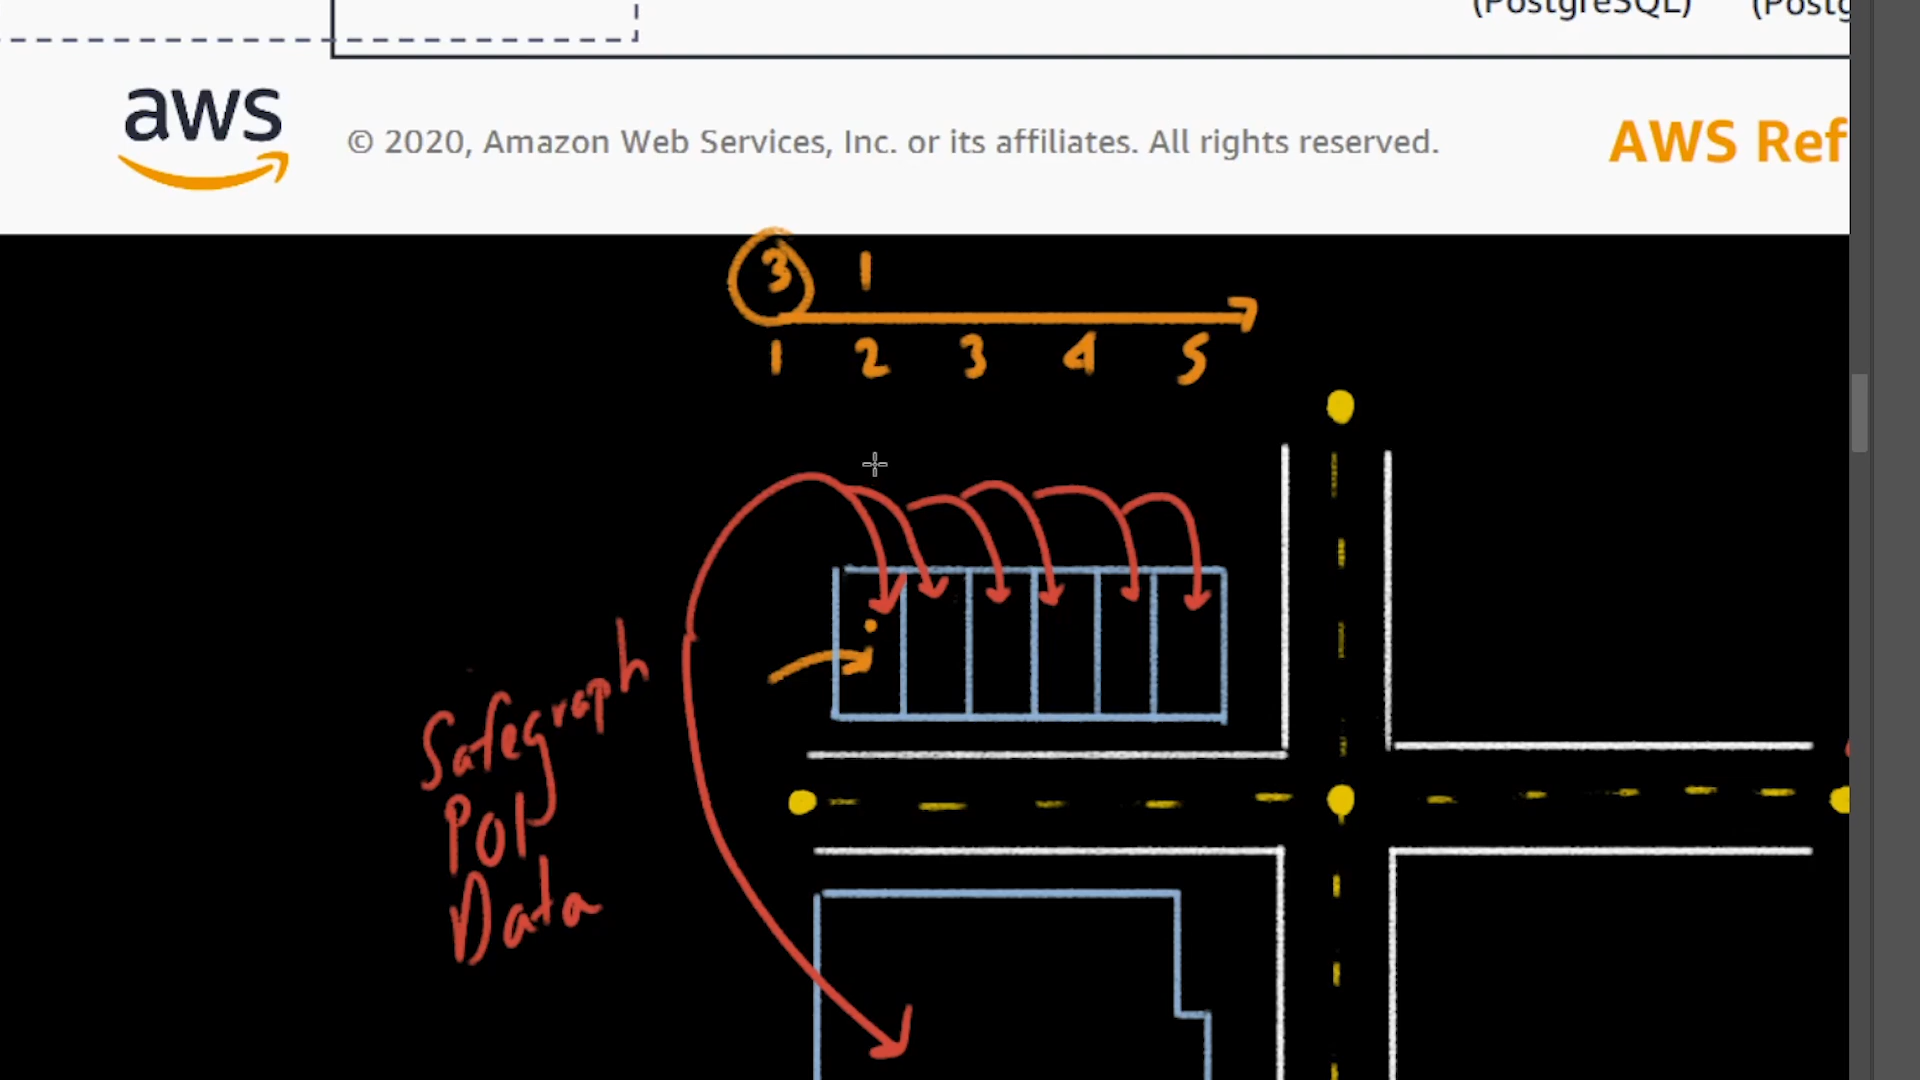 (PostgreSQL) (Postg
aws
© 2020, Amazon Web Services, Inc. or its affiliates. All rights reserved.
AWS Ref
3 1
1 2 3 4 5
Safegraph
POI
Data